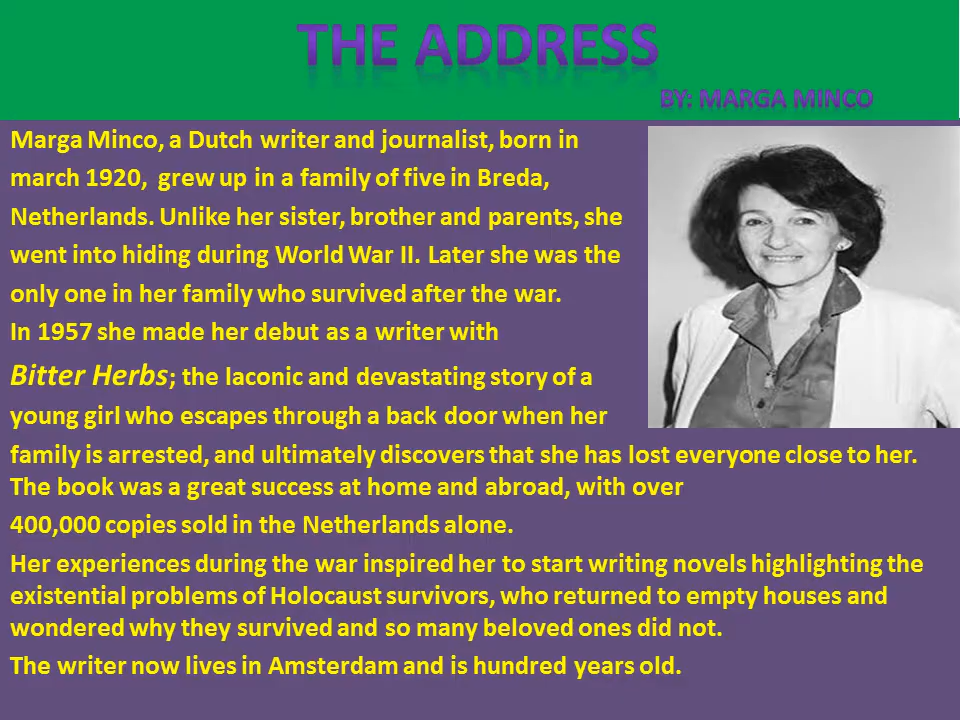 THE ADDRESS
BY: MARGA MINCO
Marga Minco, a Dutch writer and journalist, born in
march 1920, grew up in a family of five in Breda,
Netherlands. Unlike her sister, brother and parents, she
went into hiding during World War II. Later she was the
only one in her family who survived after the war.
In 1957 she made her debut as a writer with
Bitter Herbs; the laconic and devastating story of a
young girl who escapes through a back door when her
family is arrested, and ultimately discovers that she has lost everyone close to her.
The book was a great success at home and abroad, with over
400,000 copies sold in the Netherlands alone.
Her experiences during the war inspired her to start writing novels highlighting the
existential problems of Holocaust survivors, who returned to empty houses and
wondered why they survived and so many beloved ones did not.
The writer now lives in Amsterdam and is hundred years old.